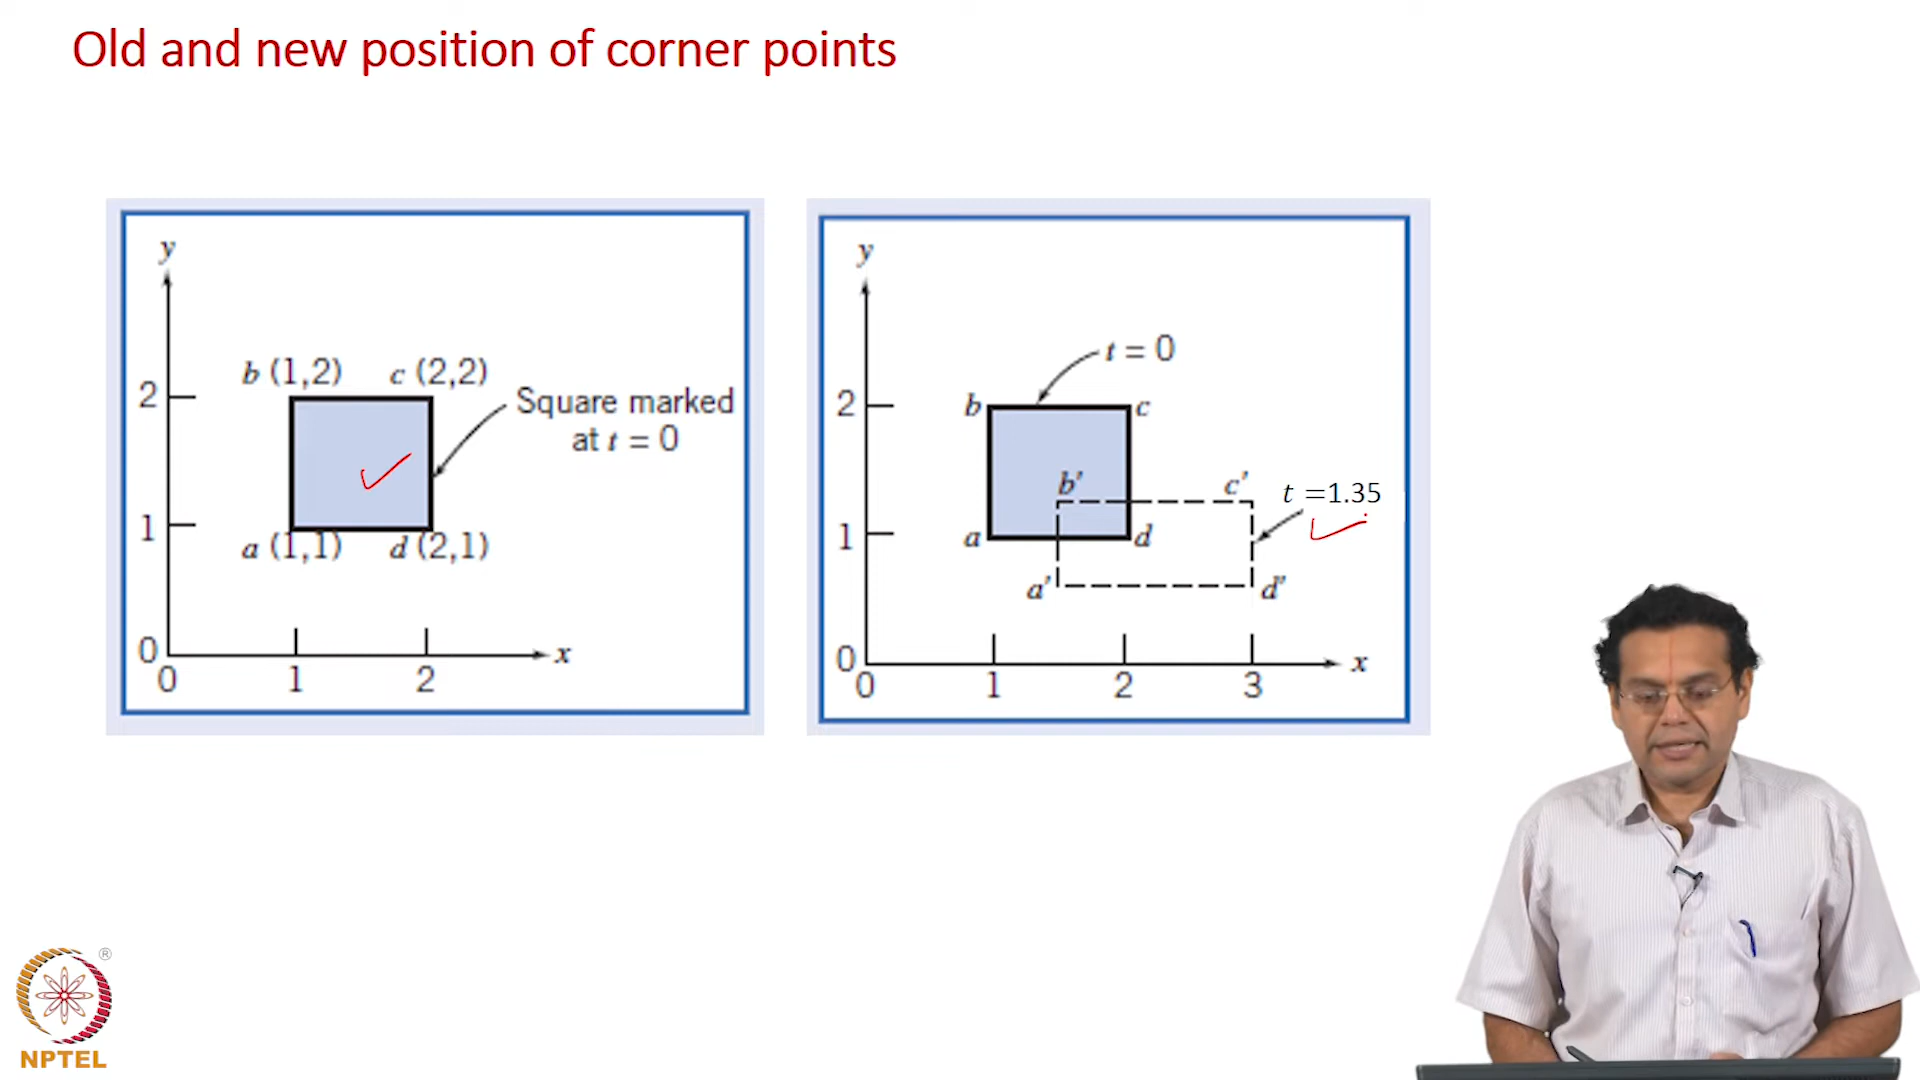 Old and new position of corner points
y
b (1,2) c (2,2)
2
Square marked
at t = 0
1
a (1,1) d (2,1)
0
x
0 1 2
y
t = 0
2
b c
b' c'
t =1.35
1
a d
a' d'
0
x
0 1 2 3
®
NPTEL